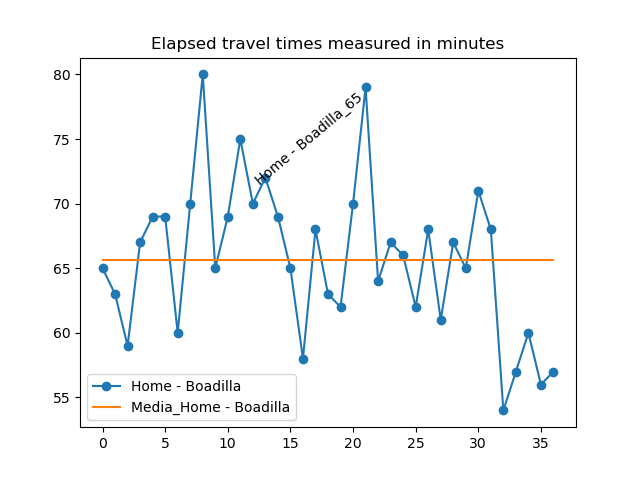 Elapsed travel times measured in minutes
80
75
70
65
60
55
Home - Boadilla_65
Home - Boadilla
Media_Home - Boadilla
0 5 10 15 20 25 30 35